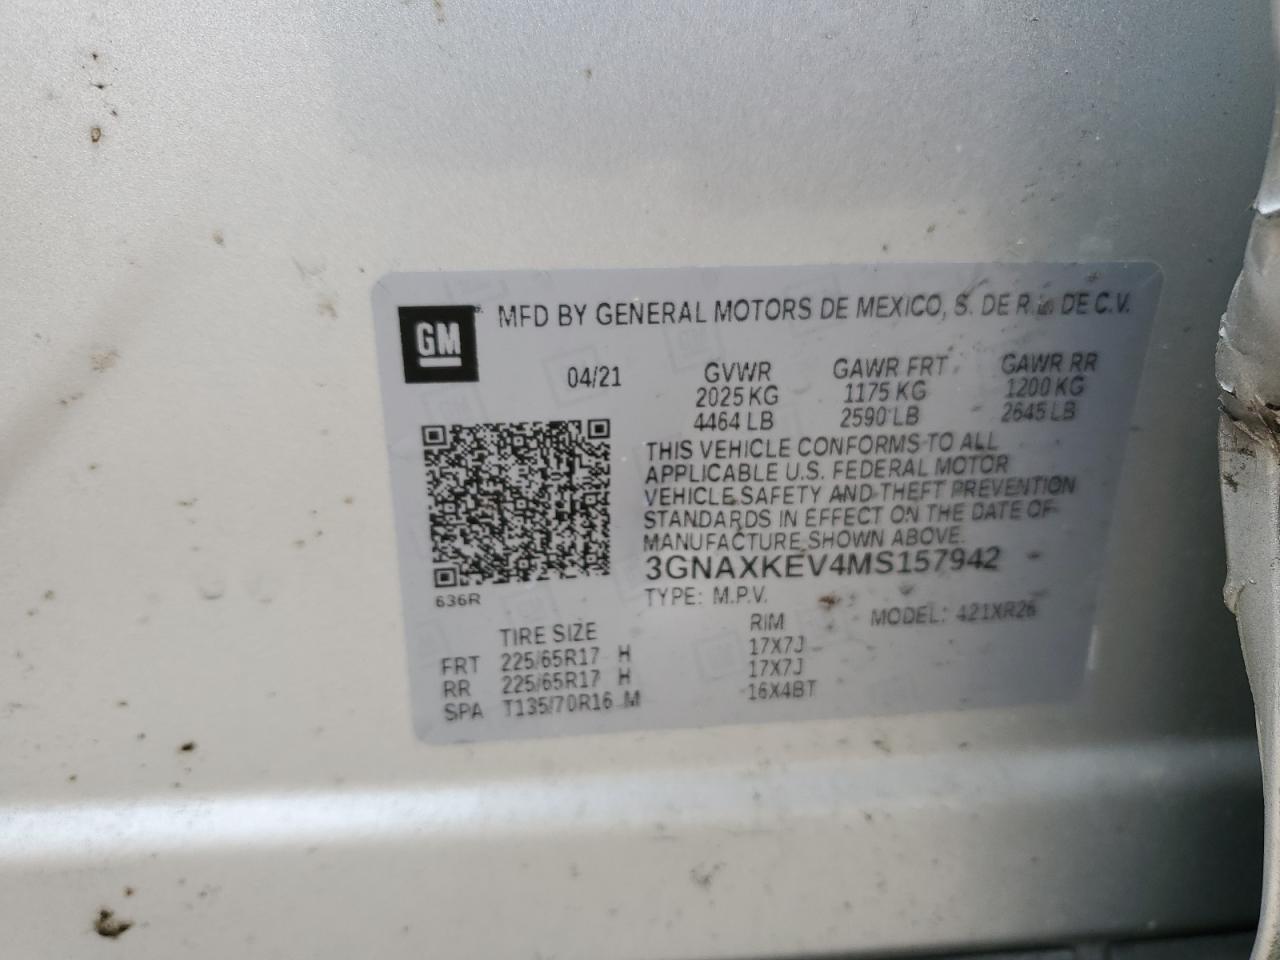 GM
MFD BY GENERAL MOTORS DE MEXICO, S. DE R.L. DE C.V.
04/21
GVWR GAWR FRT GAWR RR
2025 KG 1175 KG 1200 KG
4464 LB 2590 LB 2645 LB
THIS VEHICLE CONFORMS TO ALL
APPLICABLE U.S. FEDERAL MOTOR
VEHICLE SAFETY AND THEFT PREVENTION
STANDARDS IN EFFECT ON THE DATE OF
MANUFACTURE SHOWN ABOVE.
3GNAXKEV4MS157942
636R
TYPE: M.P.V. MODEL: 421XR26
TIRE SIZE RIM
FRT 225/65R17 H 17X7J
RR 225/65R17 H 17X7J
SPA T135/70R16 M 16X4BT